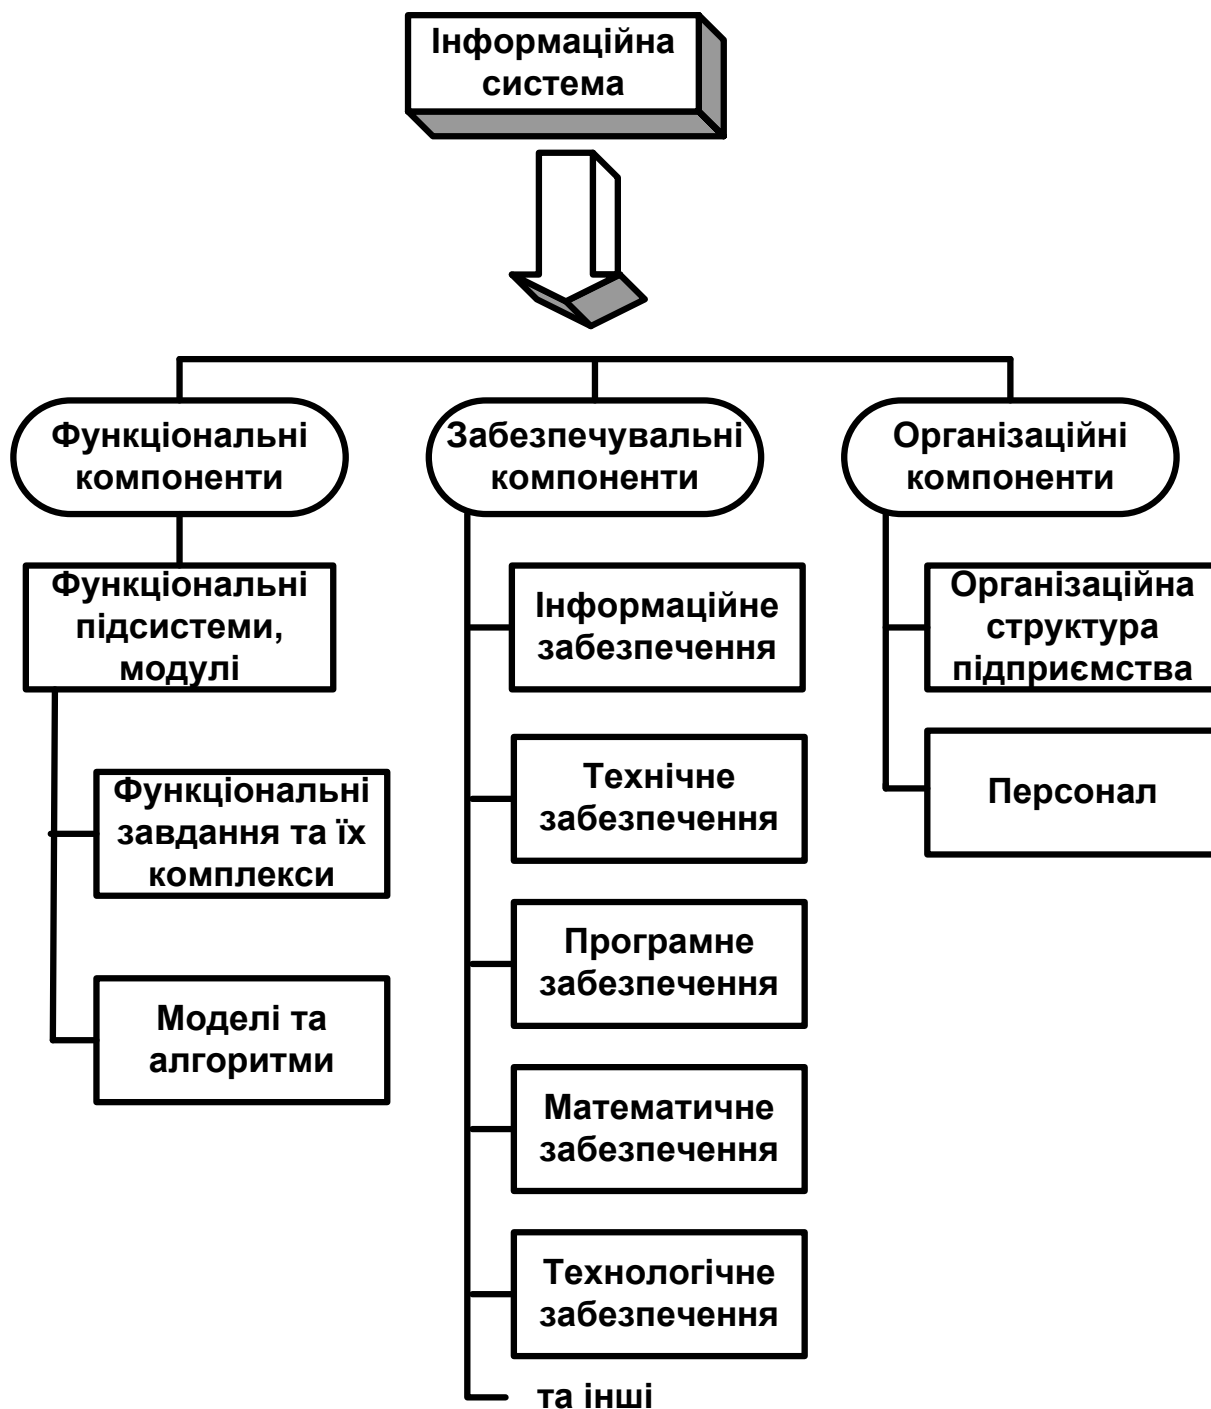 Інформаційна
система
Функціональні
компоненти
Забезпечувальні
компоненти
Організаційні
компоненти
Функціональні
підсистеми,
модулі
Функціональні
завдання та їх
комплекси
Моделі та
алгоритми
Інформаційне
забезпечення
Технічне
забезпечення
Програмне
забезпечення
Математичне
забезпечення
Технологічне
забезпечення
та інші
Організаційна
структура
підприємства
Персонал